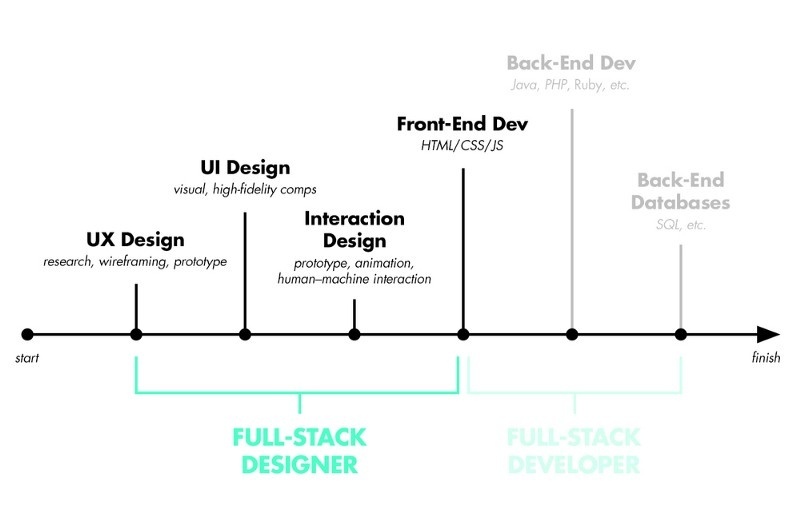 Back-End Dev
Java, PHP, Ruby, etc.
Front-End Dev
HTML/CSS/JS
UI Design
visual, high-fidelity comps
Back-End
Databases
SQL, etc.
Interaction
Design
prototype, animation,
human–machine interaction
UX Design
research, wireframing, prototype
start
finish
FULL-STACK
DESIGNER
FULL-STACK
DEVELOPER